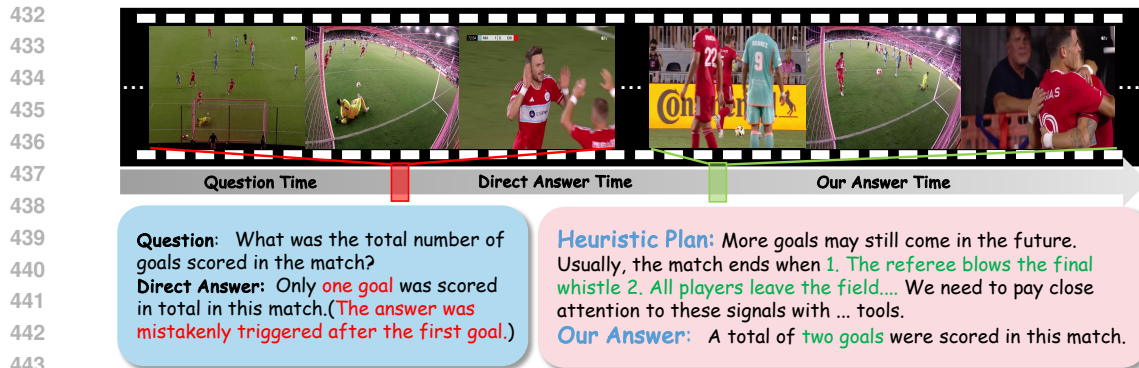 432
433
434
435
436
437
438
439
440
441
442
443
22
9
Question Time
Direct Answer Time
Our Answer Time
Question: What was the total number of
goals scored in the match?
Direct Answer: Only one goal was scored
in total in this match.(The answer was
mistakenly triggered after the first goal.)
Heuristic Plan: More goals may still come in the future.
Usually, the match ends when 1. The referee blows the final
whistle 2. All players leave the field.... We need to pay close
attention to these signals with ... tools.
Our Answer: A total of two goals were scored in this match.